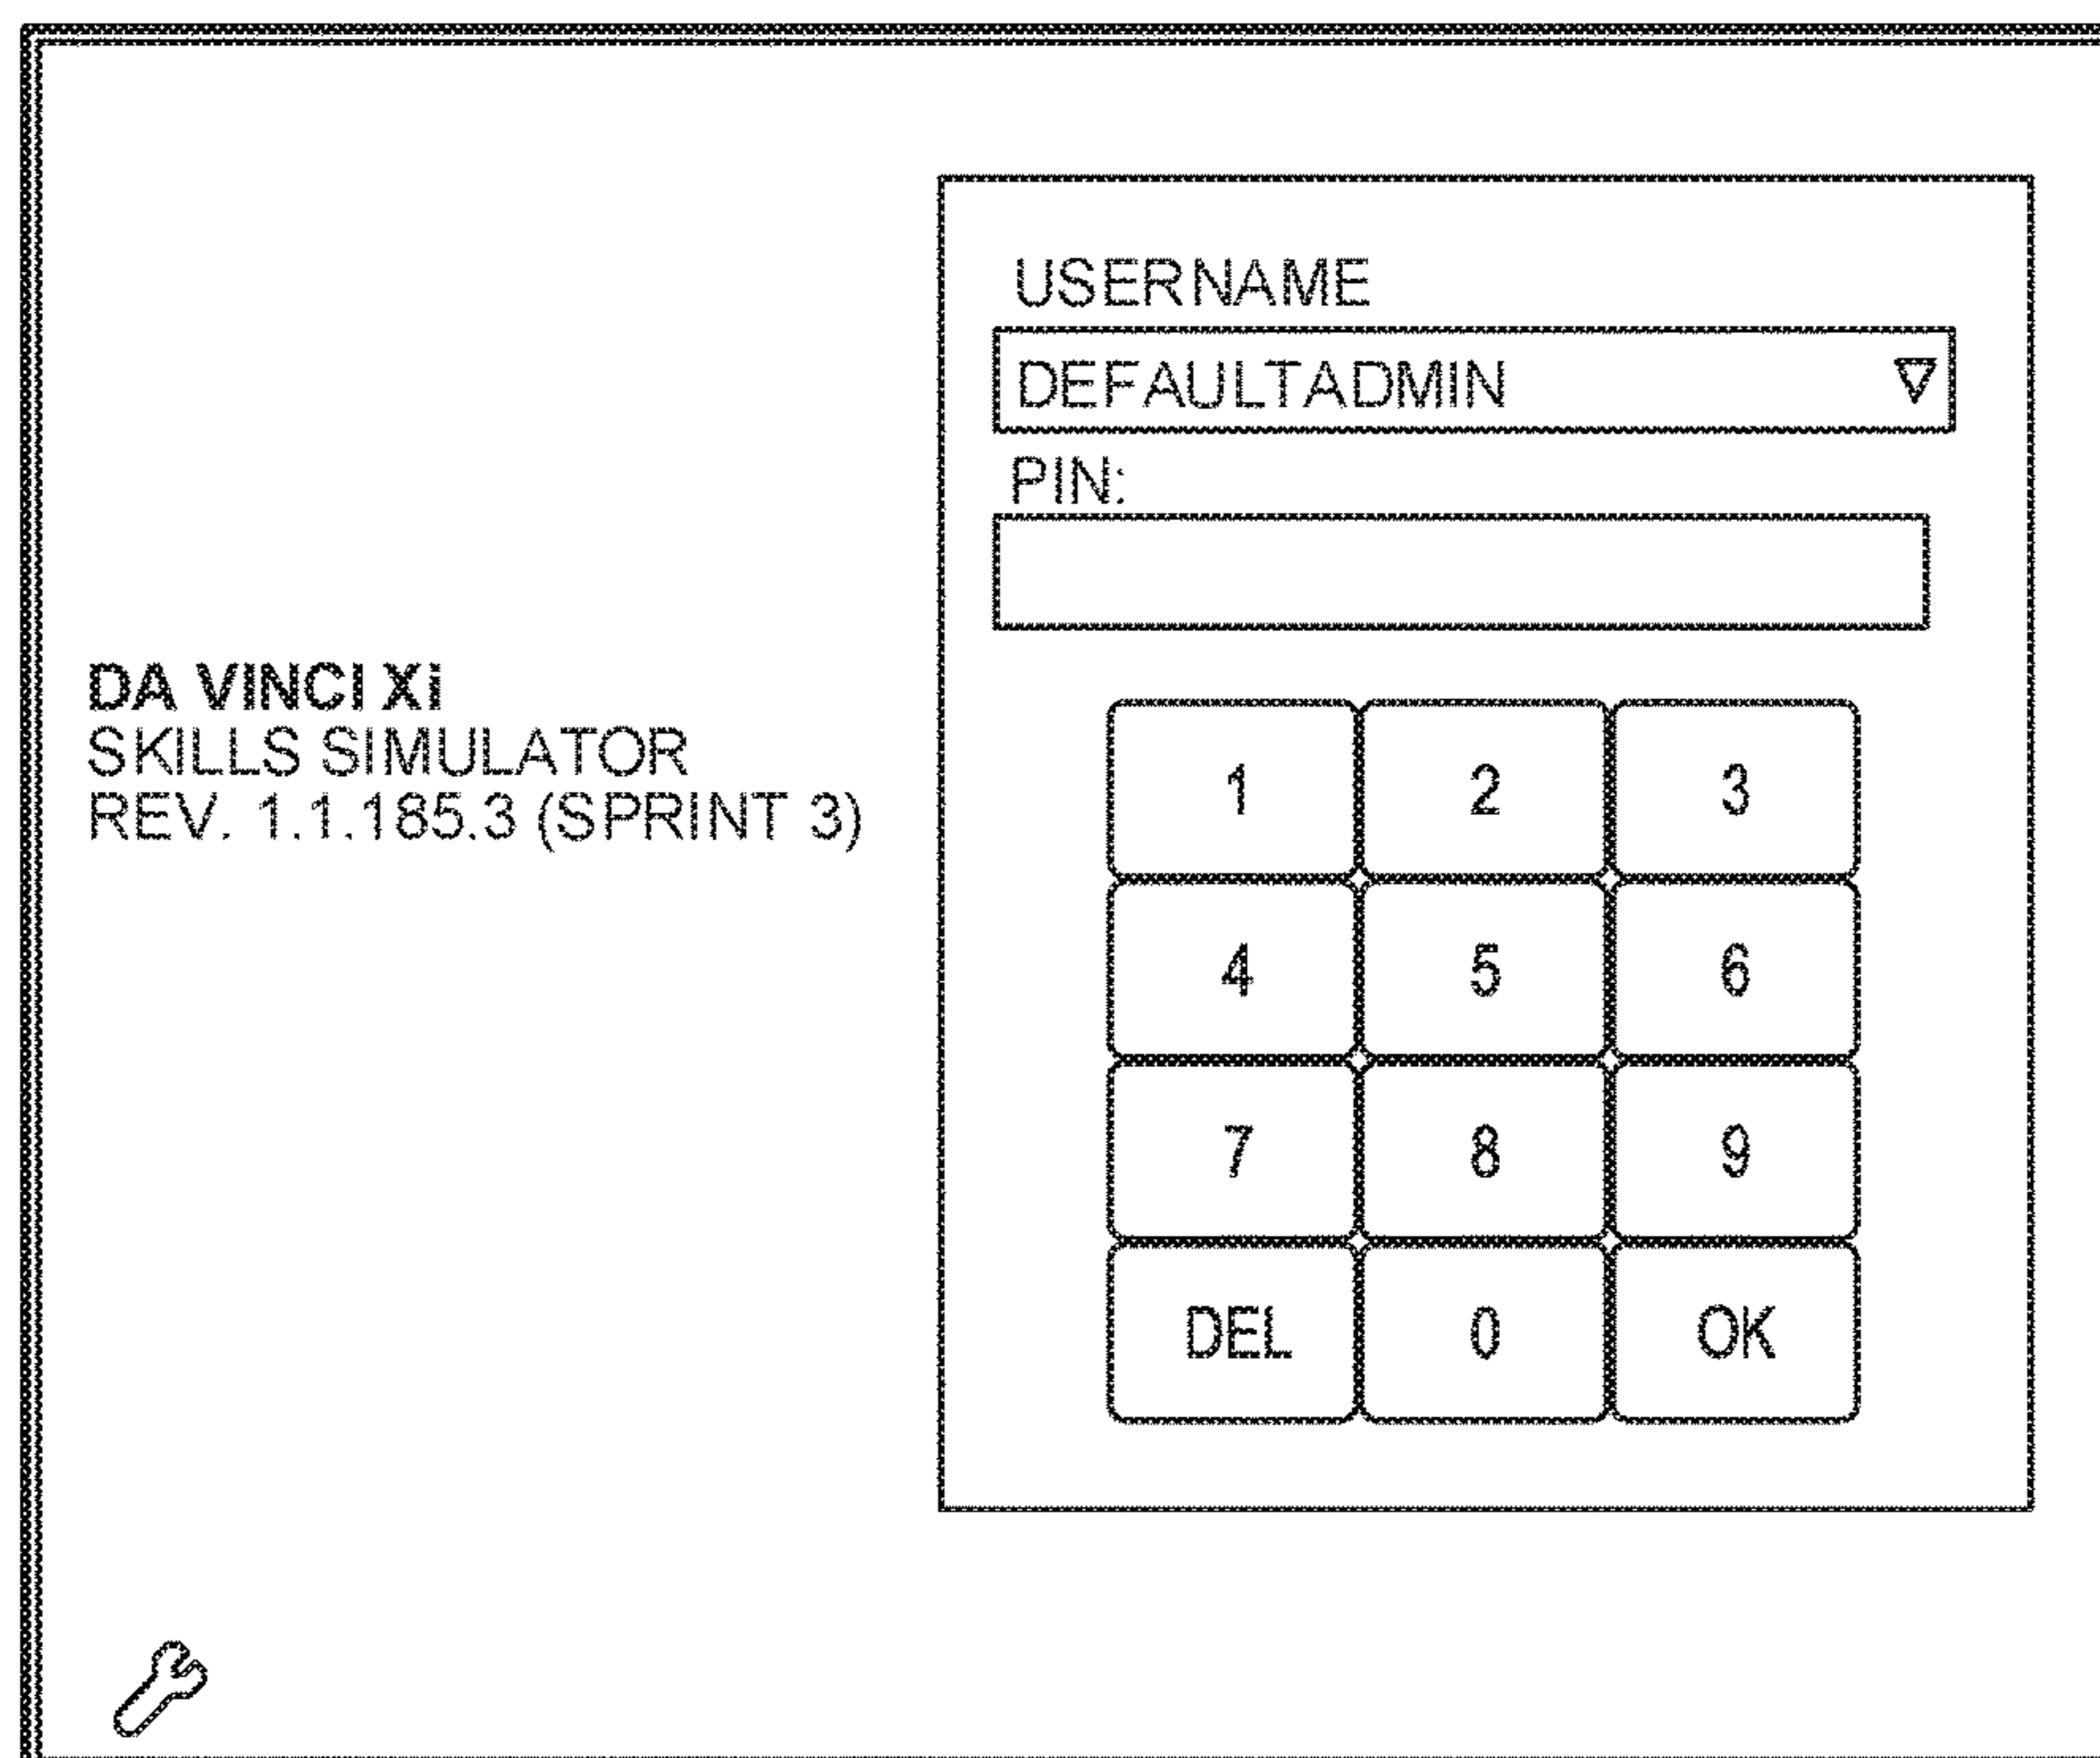 DA VINCI Xi
SKILLS SIMULATOR
REV. 1.1.185.3 (SPRINT 3)
USERNAME
DEFAULTADMIN
PIN:
1 2 3
4 5 6
7 8 9
DEL 0 OK